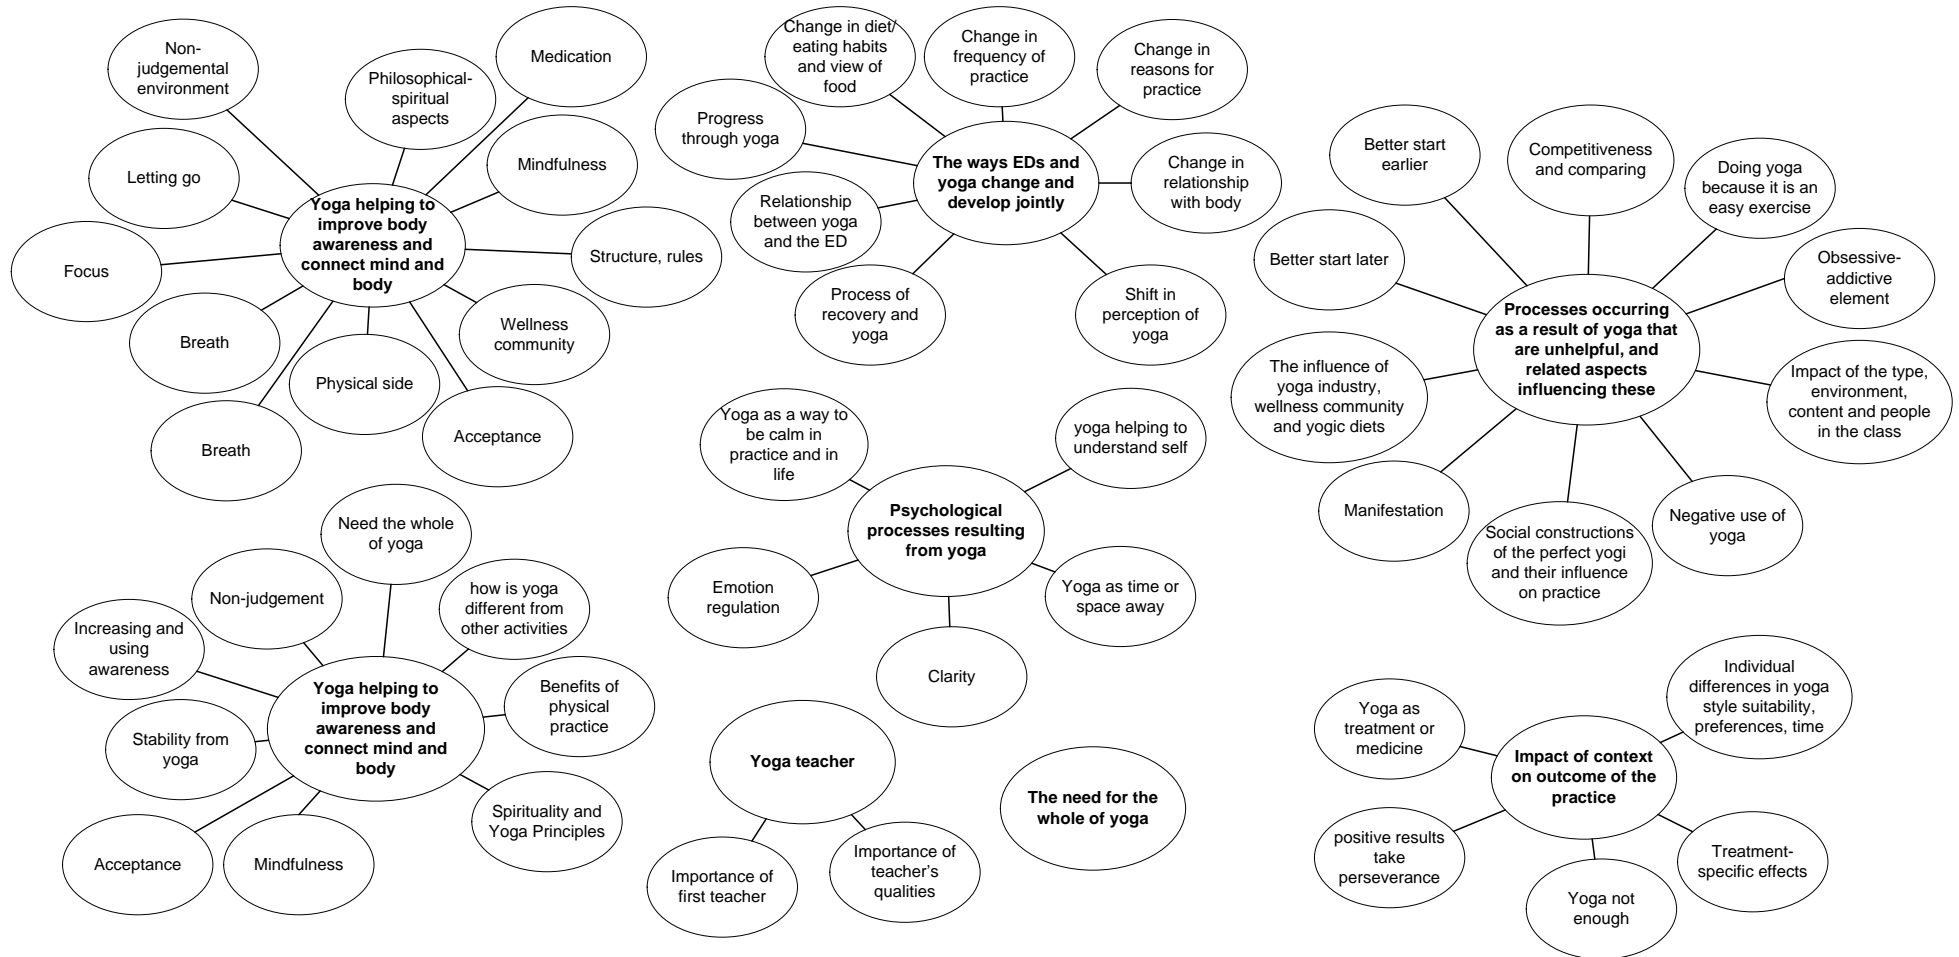 Non-
judgemental
environment
Philosophical-
spiritual
aspects
Medication
Letting go
Mindfulness
Yoga helping to
improve body
awareness and
connect mind and
body
Focus
Structure, rules
Breath
Wellness
community
Physical side
Breath
Acceptance
Change in diet/
eating habits
and view of
food
Change in
frequency of
practice
Change in
reasons for
practice
Progress
through yoga
The ways EDs and
yoga change and
develop jointly
Change in
relationship
with body
Relationship
between yoga
and the ED
Process of
recovery and
yoga
Shift in
perception of
yoga
Better start
earlier
Competitiveness
and comparing
Doing yoga
because it is an
easy exercise
Better start later
Obsessive-
addictive
element
Processes occurring
as a result of yoga that
are unhelpful, and
related aspects
influencing these
The influence of
yoga industry,
wellness community
and yogic diets
Impact of the type,
environment,
content and people
in the class
Manifestation
Social constructions
of the perfect yogi
and their influence
on practice
Negative use of
yoga
Need the whole
of yoga
Non-judgement
how is yoga
different from
other activities
Increasing and
using
awareness
Yoga helping to
improve body
awareness and
connect mind and
body
Benefits of
physical
practice
Stability from
yoga
Spirituality and
Yoga Principles
Acceptance
Mindfulness
Yoga as a way to
be calm in
practice and in
life
yoga helping to
understand self
Psychological
processes resulting
from yoga
Emotion
regulation
Yoga as time or
space away
Clarity
Yoga teacher
Importance of
first teacher
Importance of
teacher's
qualities
The need for the
whole of yoga
Individual
differences in yoga
style suitability,
preferences, time
Yoga as
treatment or
medicine
Impact of context
on outcome of the
practice
positive results
take
perseverance
Treatment-
specific effects
Yoga not
enough